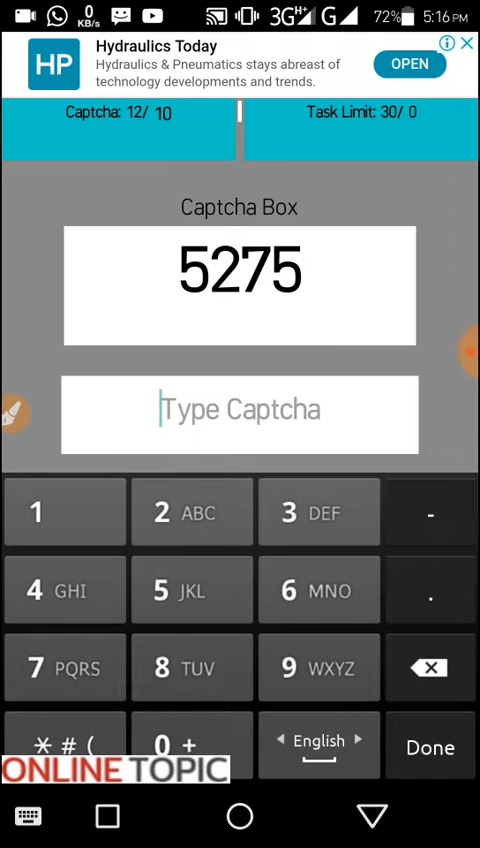 0 KB/s 3G H+ G 72% 5:16 PM
HP
Hydraulics Today
Hydraulics & Pneumatics stays abreast of
technology developments and trends.
OPEN
Captcha: 12/ 10
Task Limit: 30/ 0
Captcha Box
5275
Type Captcha
1
2 ABC
3 DEF
-
4 GHI
5 JKL
6 MNO
.
7 PQRS
8 TUV
9 WXYZ
* # (
0 +
English
Done
ONLINE TOPIC